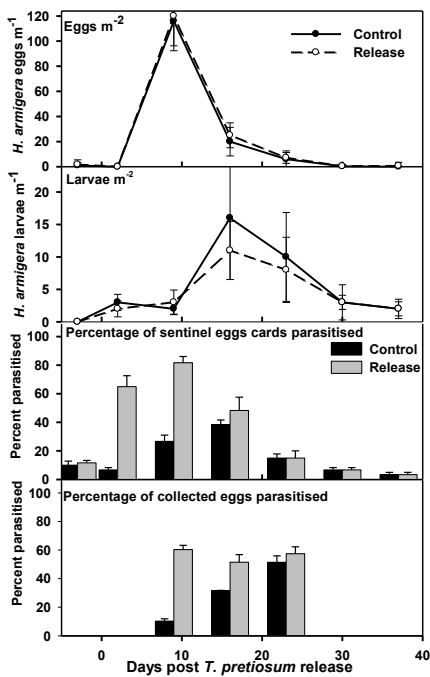 Eggs m-2
Control
Release
H. armigera eggs m-1
120
100
80
60
40
20
0
Larvae m-2
H. armigera larvae m-1
20
15
10
5
0
Percentage of sentinel eggs cards parasitised
Control
Release
Percent parasitised
100
80
60
40
20
0
Percentage of collected eggs parasitised
Percent parasitised
100
80
60
40
20
0
0 10 20 30 40
Days post T. pretiosum release